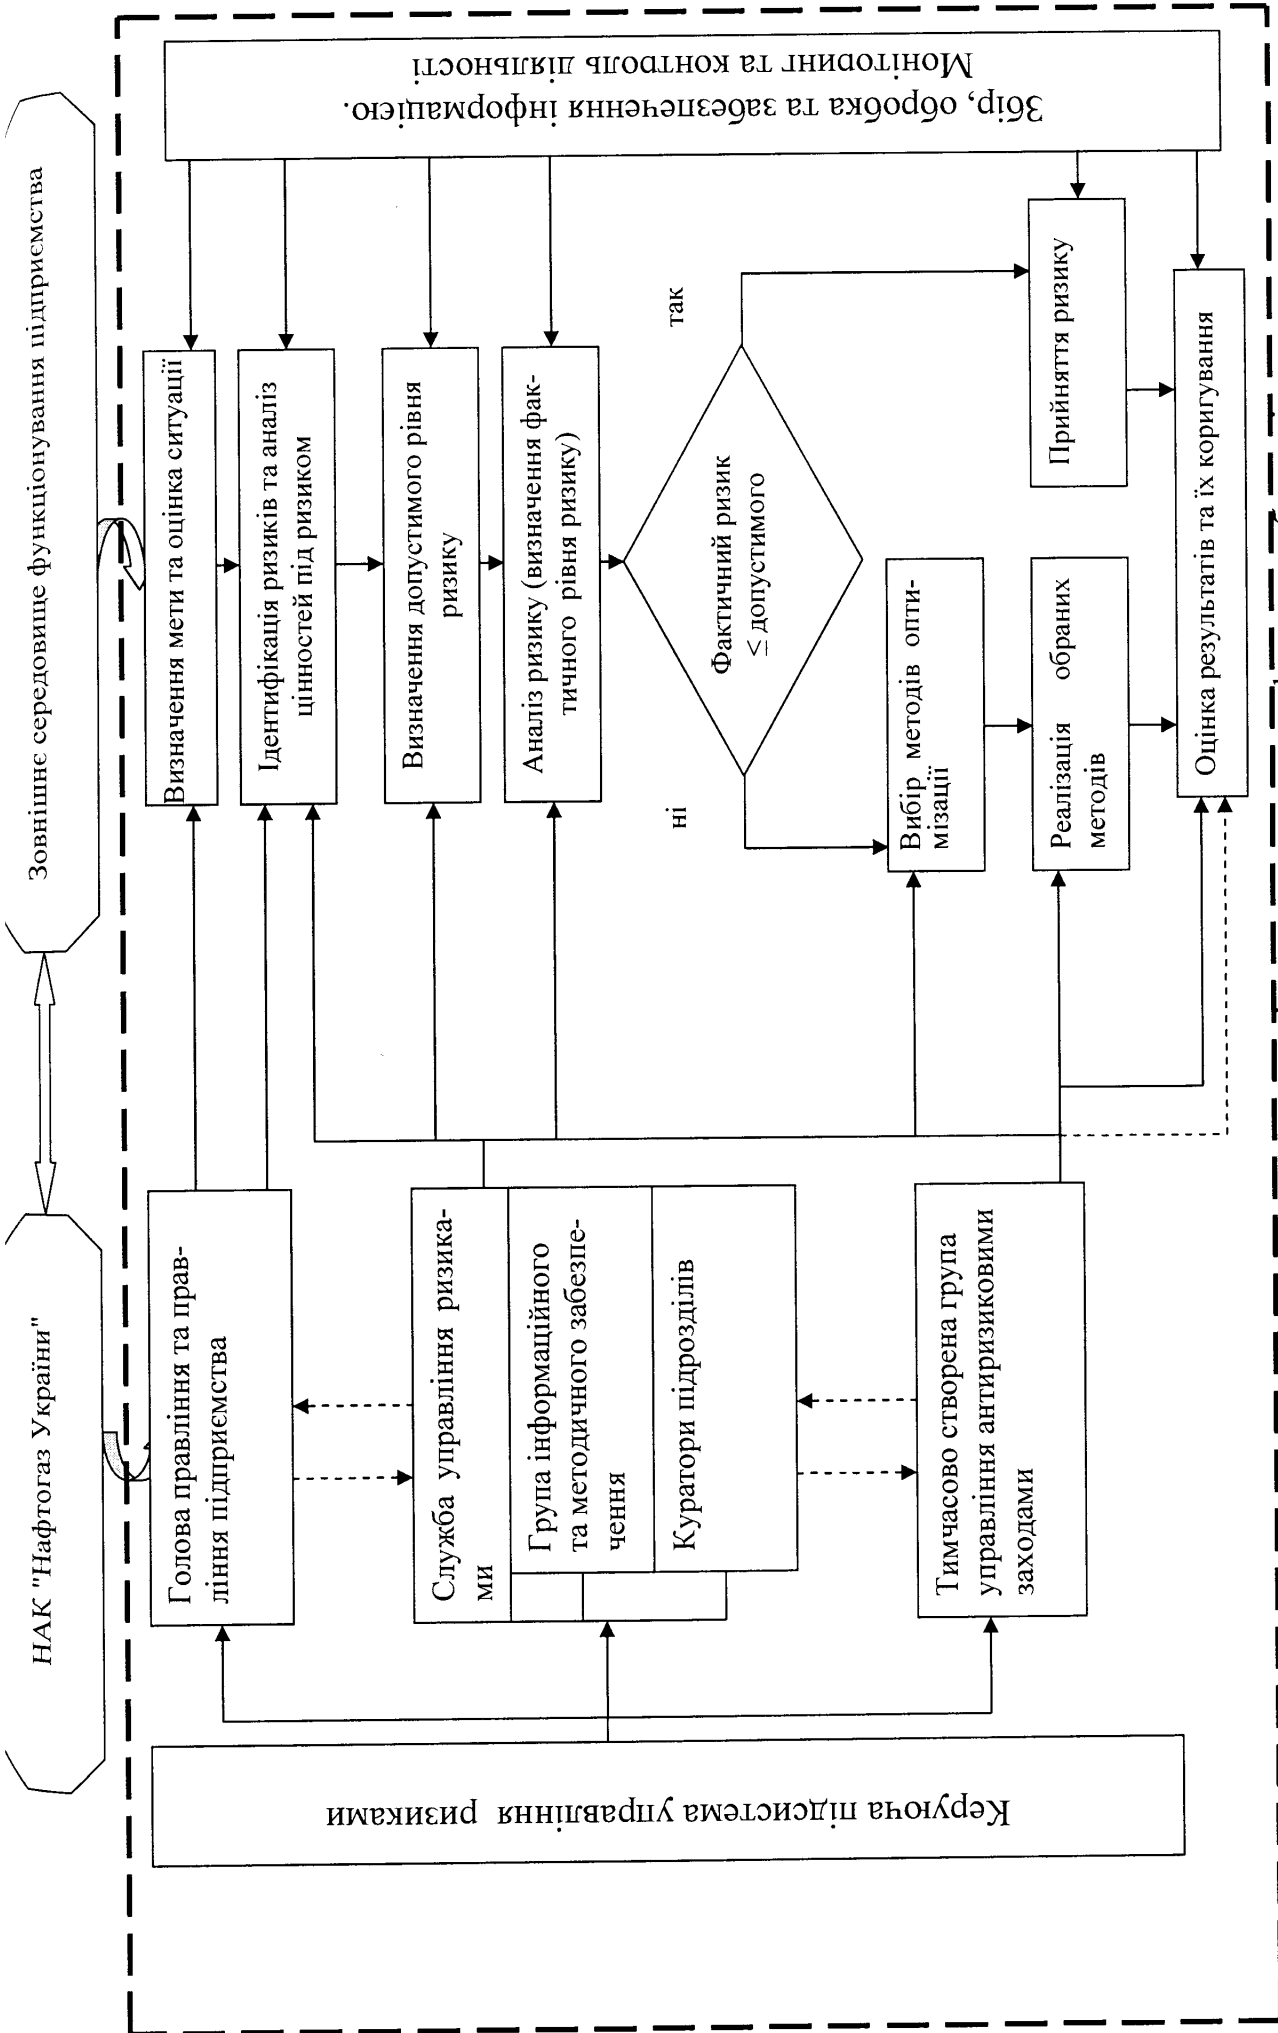 НАК "Нафтогаз України"
Зовнішнє середовище функціонування підприємства
Керуюча підсистема управління ризиками
Голова правління та прав-
ління підприємства
Служба управління ризика-
ми
Група інформаційного
та методичного забезпе-
чення
Куратори підрозділів
Тимчасово створена група
управління антиризиковими
заходами
Визначення мети та оцінка ситуації
Ідентифікація ризиків та аналіз
цінностей під ризиком
Визначення допустимого рівня
ризику
Аналіз ризику (визначення фак-
тичного рівня ризику)
ні
так
Фактичний ризик
≤ допустимого
Вибір методів опти-
мізації
Реалізація обраних
методів
Прийняття ризику
Оцінка результатів та їх коригування
Збір, обробка та забезпечення інформацією.
Моніторинг та контроль діяльності